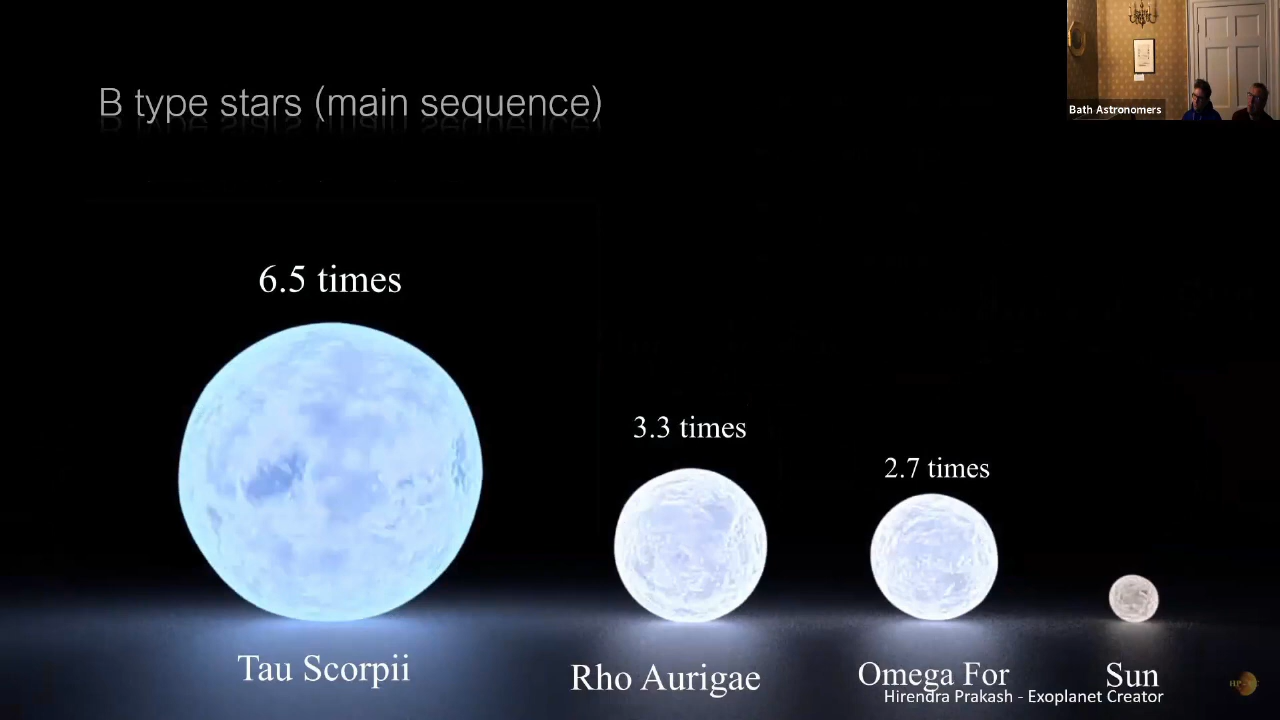 B type stars (main sequence)
Bath Astronomers
6.5 times
3.3 times
2.7 times
Tau Scorpii
Rho Aurigae
Omega For
Sun
Hirendra Prakash - Exoplanet Creator